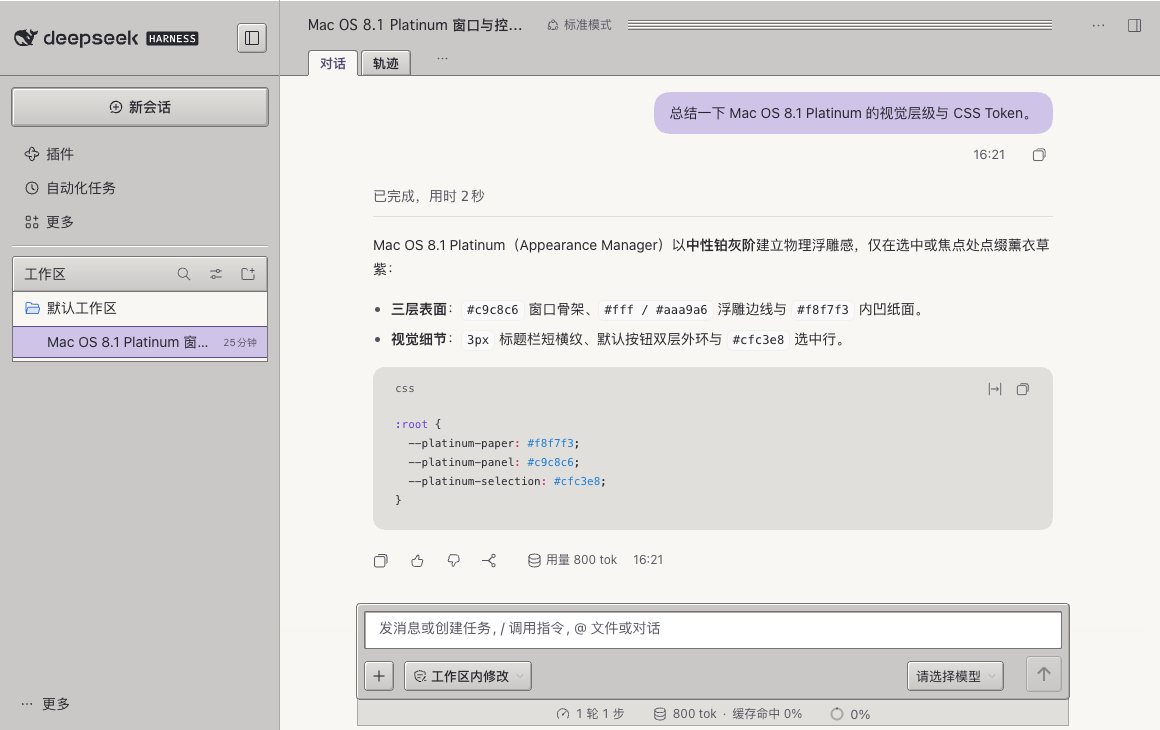 deepseek HARNESS
新会话
插件
自动化任务
更多
工作区
默认工作区
Mac OS 8.1 Platinum 窗... 25分钟
... 更多
Mac OS 8.1 Platinum 窗口与控... 标准模式 ...
对话 轨迹 ...
总结一下 Mac OS 8.1 Platinum 的视觉层级与 CSS Token。
16:21
已完成，用时 2 秒
Mac OS 8.1 Platinum（Appearance Manager）以中性铂灰阶建立物理浮雕感，仅在选中或焦点处点缀薰衣草
紫：
• 三层表面： #c9c8c6 窗口骨架、 #fff / #aaa9a6 浮雕边线与 #f8f7f3 内凹纸面。
• 视觉细节： 3px 标题栏短横纹、默认按钮双层外环与 #cfc3e8 选中行。
css
:root {
--platinum-paper: #f8f7f3;
--platinum-panel: #c9c8c6;
--platinum-selection: #cfc3e8;
}
用量 800 tok 16:21
发消息或创建任务, / 调用指令, @ 文件或对话
工作区内修改 请选择模型
1 轮 1 步 800 tok · 缓存命中 0% 0%